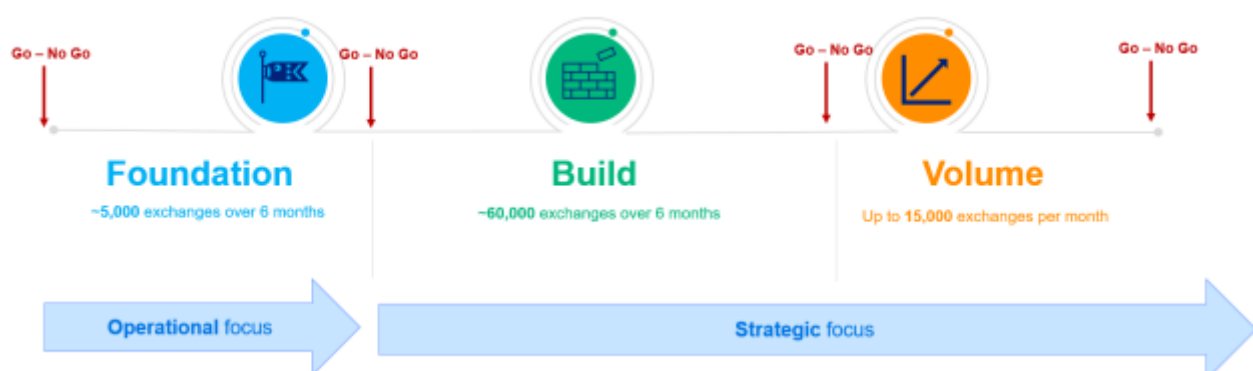 Go – No Go
Go – No Go
Go – No Go
Go – No Go
Foundation
~5,000 exchanges over 6 months
Build
~60,000 exchanges over 6 months
Volume
Up to 15,000 exchanges per month
Operational focus
Strategic focus